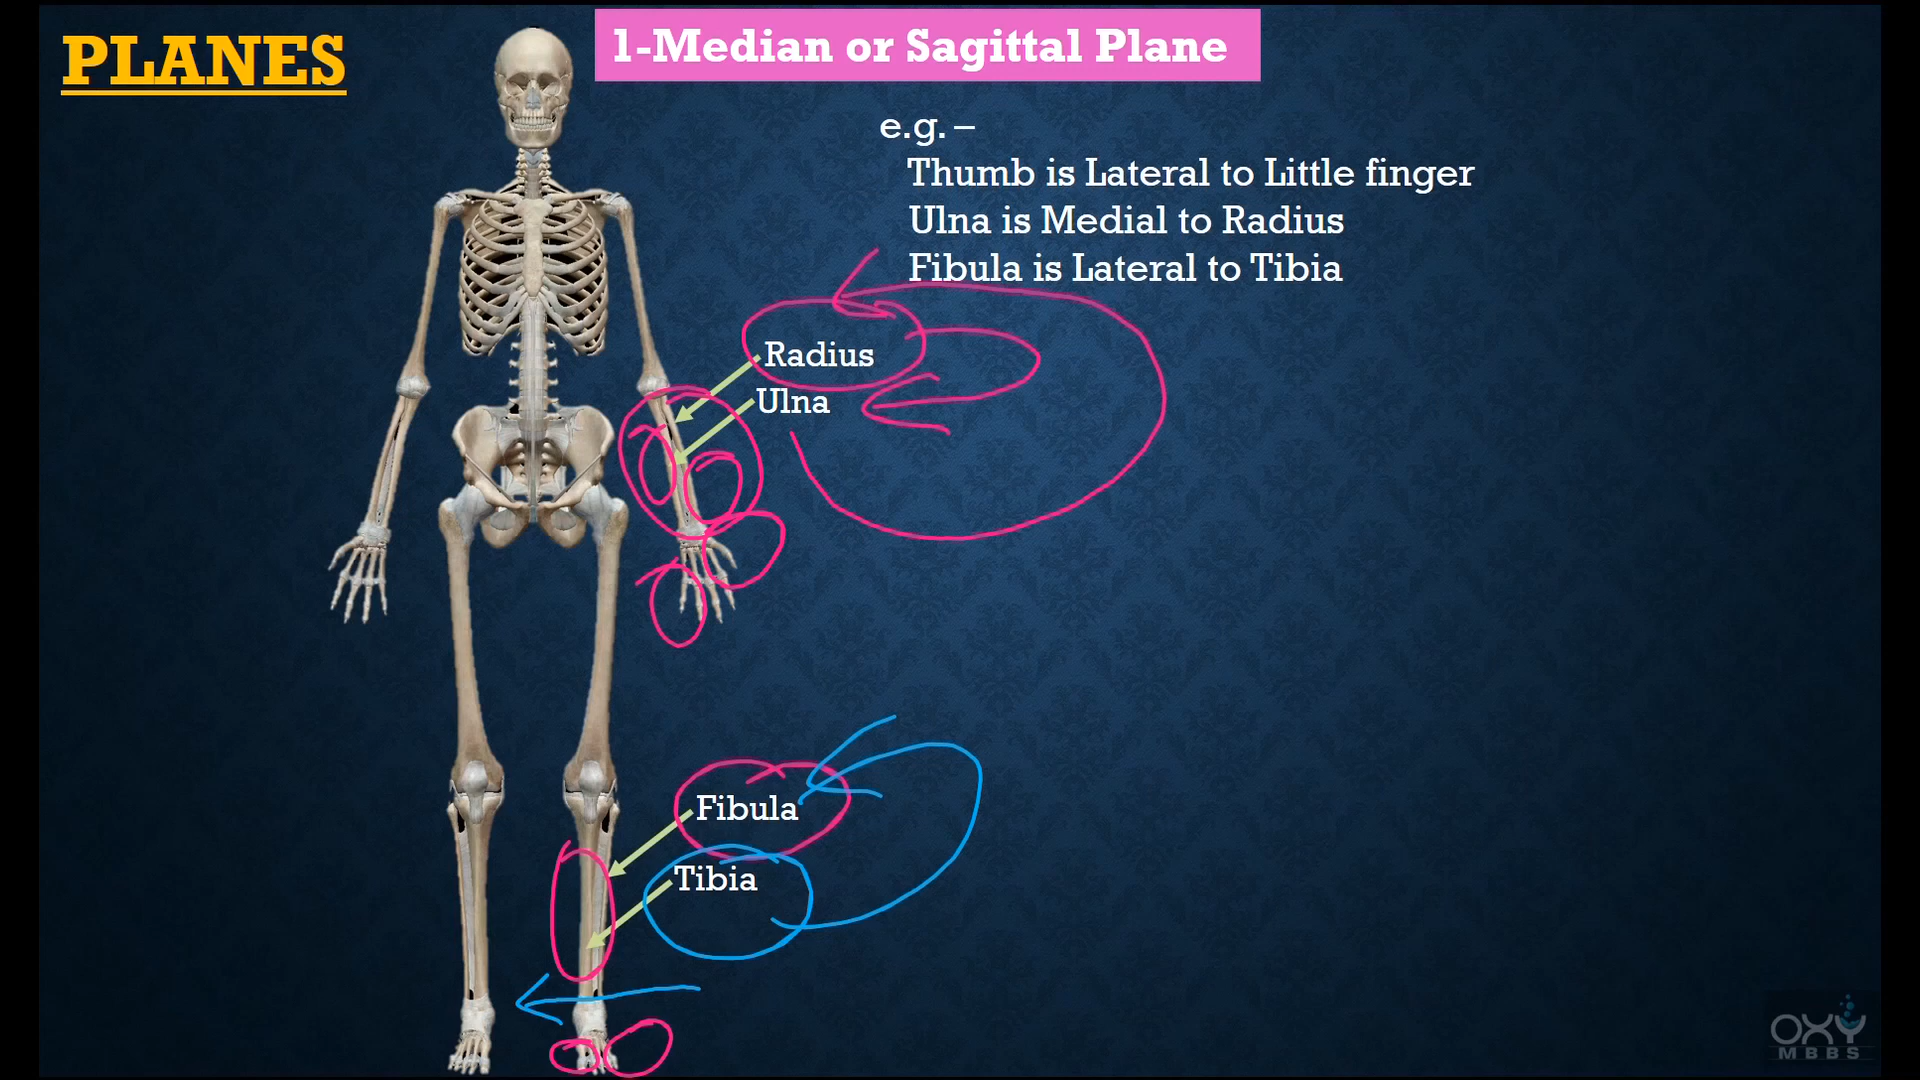 PLANES
1-Median or Sagittal Plane
e.g. –
Thumb is Lateral to Little finger
Ulna is Medial to Radius
Fibula is Lateral to Tibia
Radius
Ulna
Fibula
Tibia
OXY
MBBS